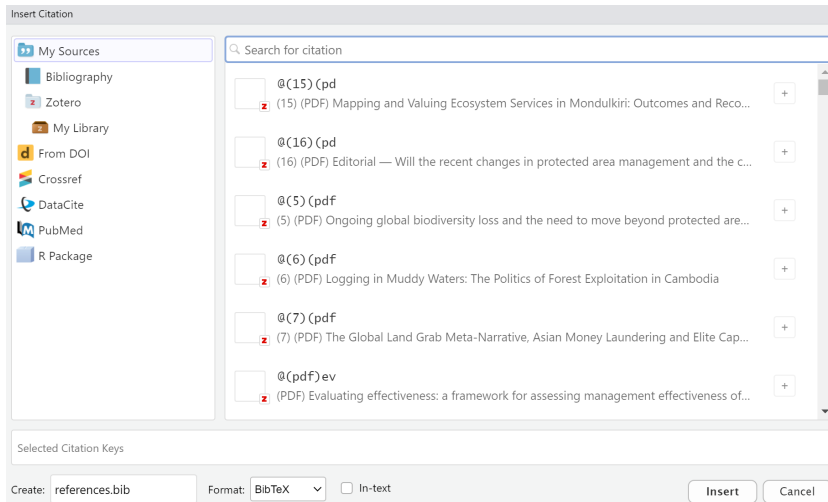 Insert Citation
My Sources
Bibliography
Zotero
My Library
From DOI
Crossref
DataCite
PubMed
R Package
Search for citation
@(15)(pd
(15) (PDF) Mapping and Valuing Ecosystem Services in Mondulkiri: Outcomes and Reco...
@(16)(pd
(16) (PDF) Editorial — Will the recent changes in protected area management and the c...
@(5)(pdf
(5) (PDF) Ongoing global biodiversity loss and the need to move beyond protected are...
@(6)(pdf
(6) (PDF) Logging in Muddy Waters: The Politics of Forest Exploitation in Cambodia
@(7)(pdf
(7) (PDF) The Global Land Grab Meta-Narrative, Asian Money Laundering and Elite Cap...
@(pdf)ev
(PDF) Evaluating effectiveness: a framework for assessing management effectiveness of...
Selected Citation Keys
Create: references.bib Format: BibTeX In-text Insert Cancel